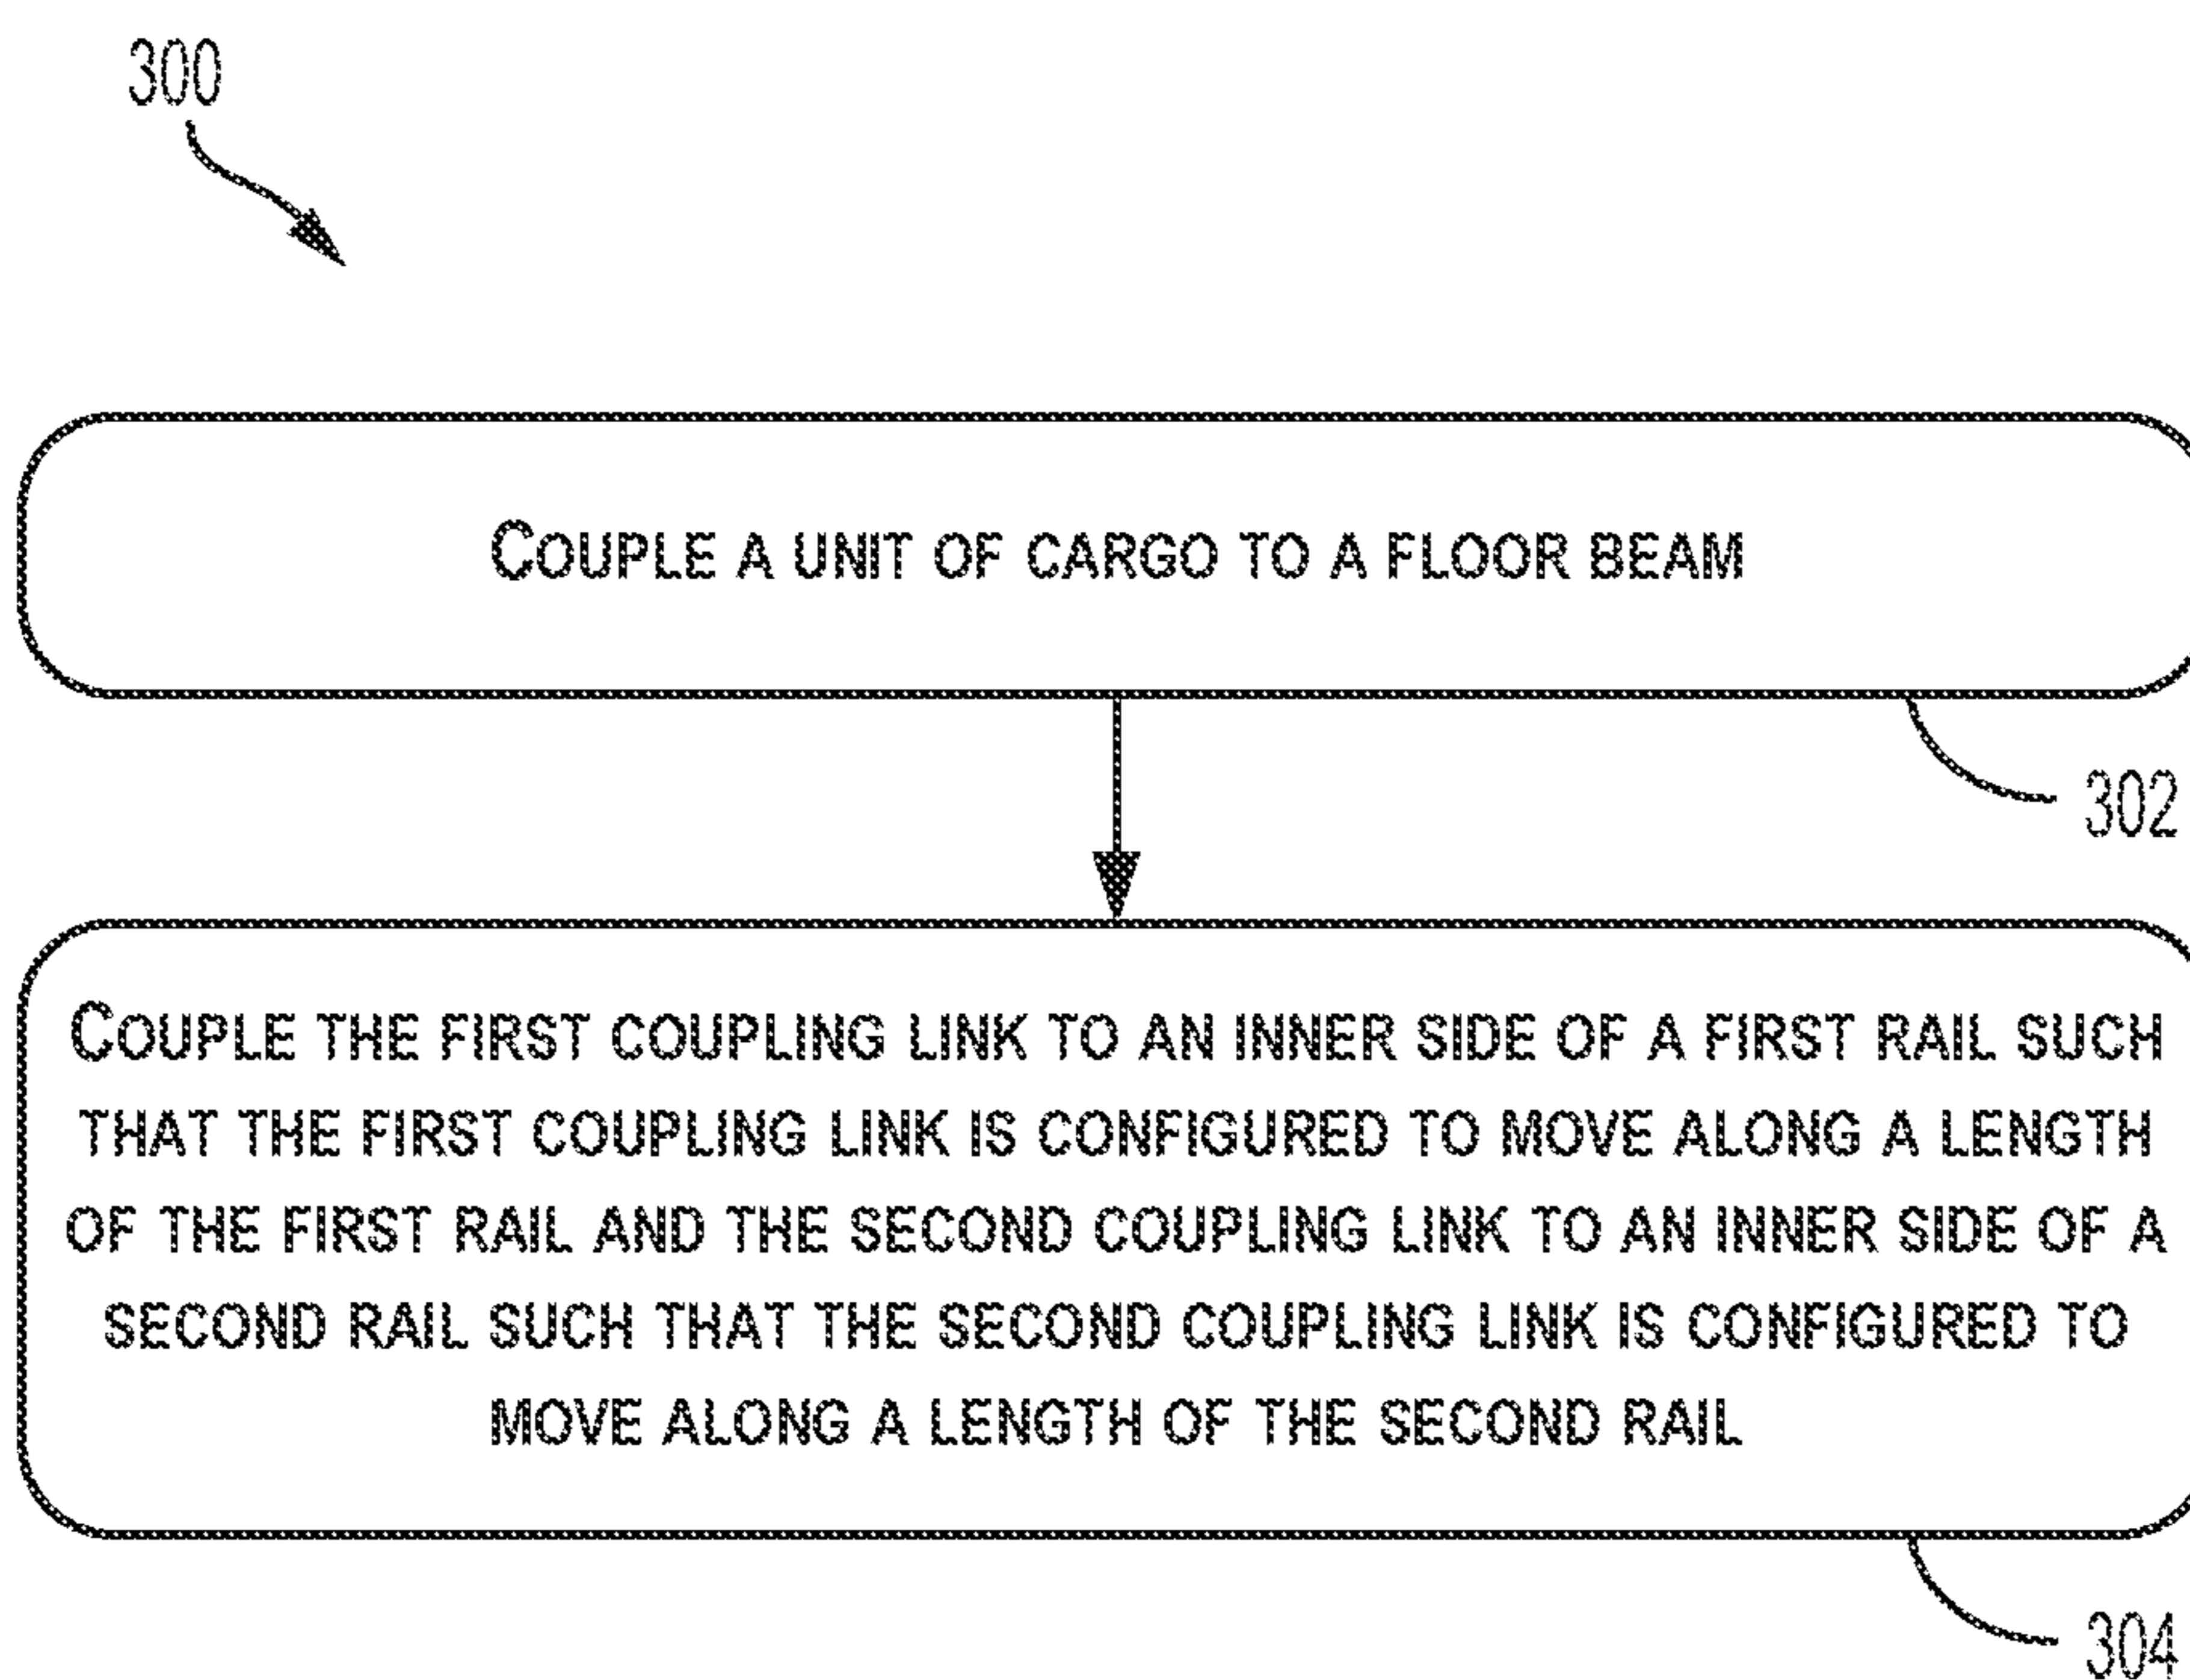 300
COUPLE A UNIT OF CARGO TO A FLOOR BEAM
302
COUPLE THE FIRST COUPLING LINK TO AN INNER SIDE OF A FIRST RAIL SUCH
THAT THE FIRST COUPLING LINK IS CONFIGURED TO MOVE ALONG A LENGTH
OF THE FIRST RAIL AND THE SECOND COUPLING LINK TO AN INNER SIDE OF A
SECOND RAIL SUCH THAT THE SECOND COUPLING LINK IS CONFIGURED TO
MOVE ALONG A LENGTH OF THE SECOND RAIL
304